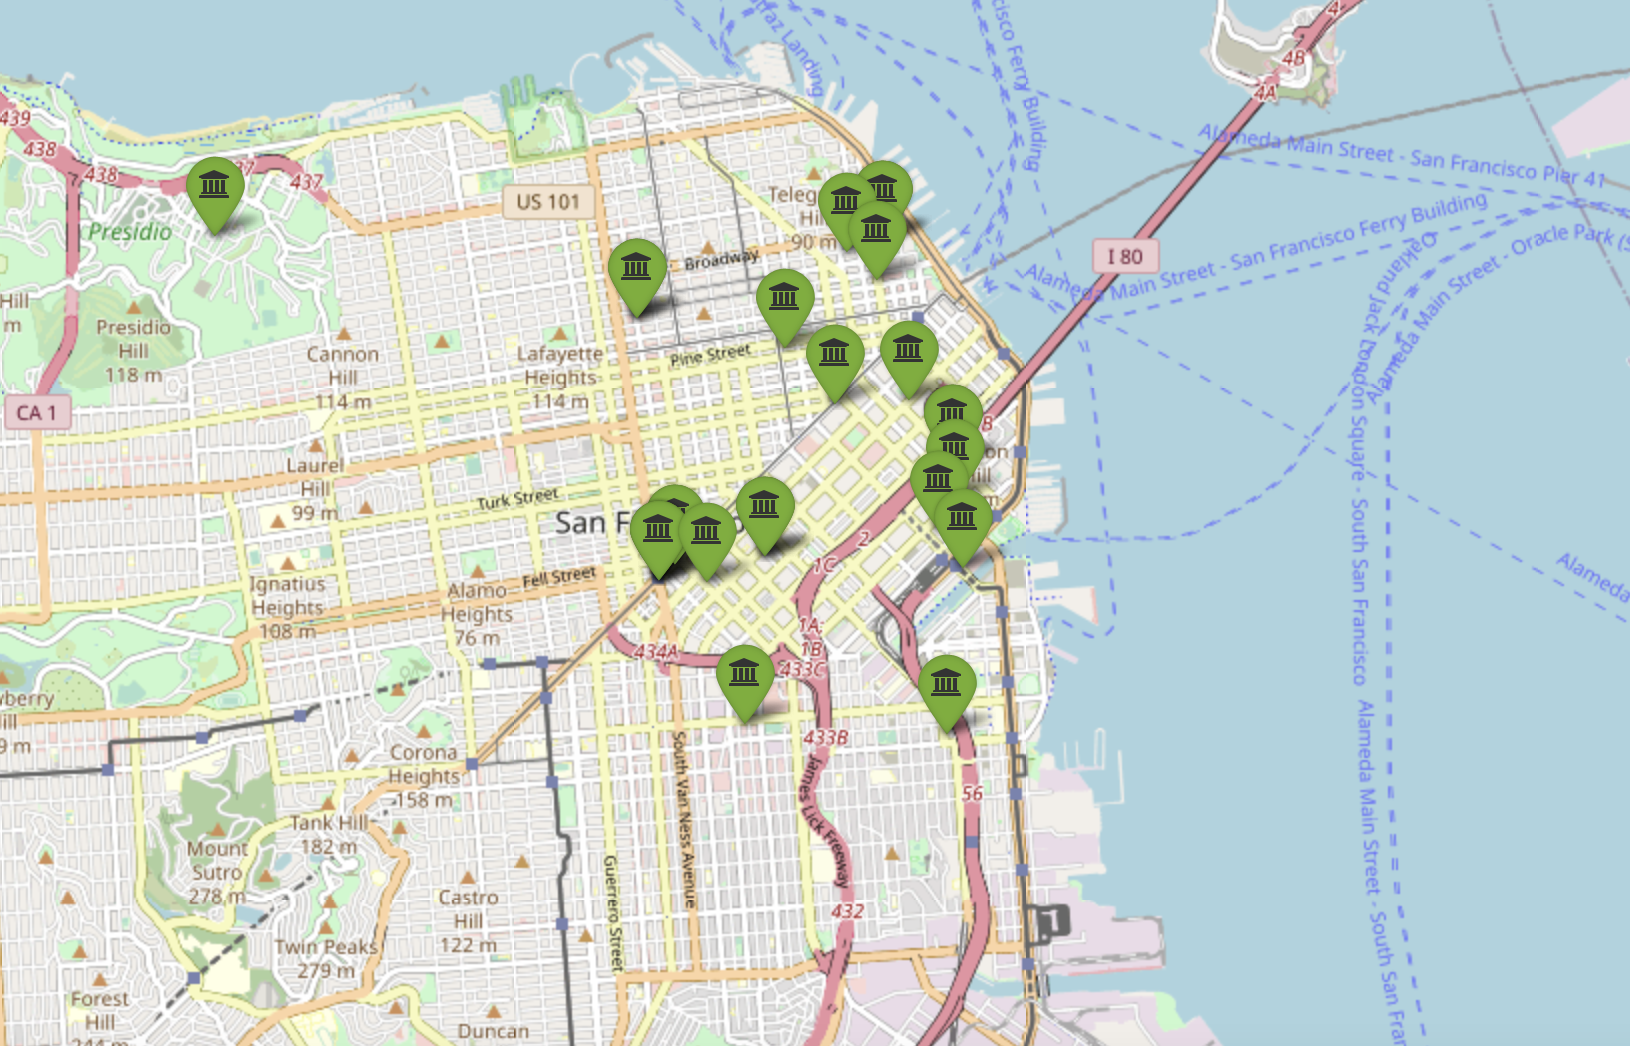 439
438
438
37
437
Presidio
Hill
m
Presidio
Hill
118 m
CA 1
US 101
Cannon
Hill
114 m
Lafayette
Heights
114 m
Laurel
Hill
99 m
Broadway
Pine Street
Turk Street
Fell Street
Teleg
Hil
90 m
Landing
cisco Ferry Building
4
4B
4A
Alameda Main Street - San Francisco Pier 41
I 80
Alameda Main Street - San Francisco Ferry Building
Oakland Jack London Square - South San Francisco
Alameda Main Street - Oracle Park (S
Alameda
B
on
ill
m
San F
2
1C
1A;
1B
433C
434A
Ignatius
Heights
108 m
Alamo
Heights
76 m
wberry
ill
9 m
Corona
Heights
158 m
433B
James Lick Freeway
South Van Ness Avenue
Guerrero Street
56
Tank Hill
182 m
Mount
Sutro
278 m
Castro
Hill
122 m
432
Twin Peaks
279 m
Forest
Hill
244 m
Duncan
Alameda Main Street - South San Fran